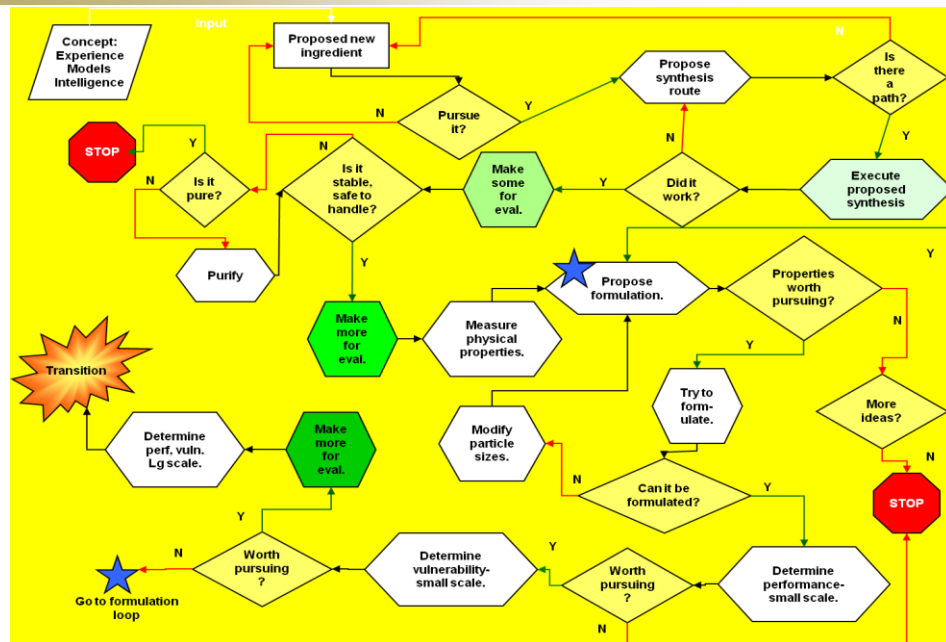 input
N
Concept:
Experience
Models
Intelligence
Proposed new
ingredient
Propose
synthesis
route
Is
there
a
path?
N
Pursue
it?
Y
Y
STOP
Y
N
Is it
pure?
N
Is it
stable,
safe to
handle?
Make
some
for eval.
Y
N
Did it
work?
Execute
proposed
synthesis
Purify
Y
Propose
formulation.
Properties
worth
pursuing?
Y
Make
more
for eval.
Measure
physical
properties.
Y
N
Transition
Try to
form-
ulate.
More
ideas?
Determine
perf, vuln.
Lg scale.
Make
more
for eval.
Modify
particle
sizes.
N
N
Can it be
formulated?
Y
STOP
Y
N
Worth
pursuing
?
Determine
vulnerability-
small scale.
Y
Worth
pursuing
?
Determine
performance-
small scale.
Go to formulation
loop
N